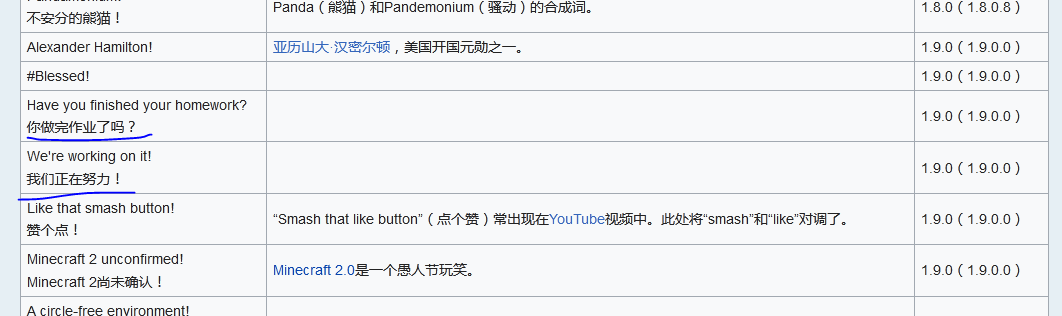 Panda（熊猫）和Pandemonium（骚动）的合成词。
1.8.0（1.8.0.8）
不安分的熊猫！
Alexander Hamilton!
亚历山大·汉密尔顿，美国开国元勋之一。
1.9.0（1.9.0.0）
#Blessed!
1.9.0（1.9.0.0）
Have you finished your homework?
你做完作业了吗？
1.9.0（1.9.0.0）
We're working on it!
我们正在努力！
1.9.0（1.9.0.0）
Like that smash button!
赞个点！
“Smash that like button”（点个赞）常出现在YouTube视频中。此处将“smash”和“like”对调了。
1.9.0（1.9.0.0）
Minecraft 2 unconfirmed!
Minecraft 2尚未确认！
Minecraft 2.0是一个愚人节玩笑。
1.9.0（1.9.0.0）
A circle-free environment!